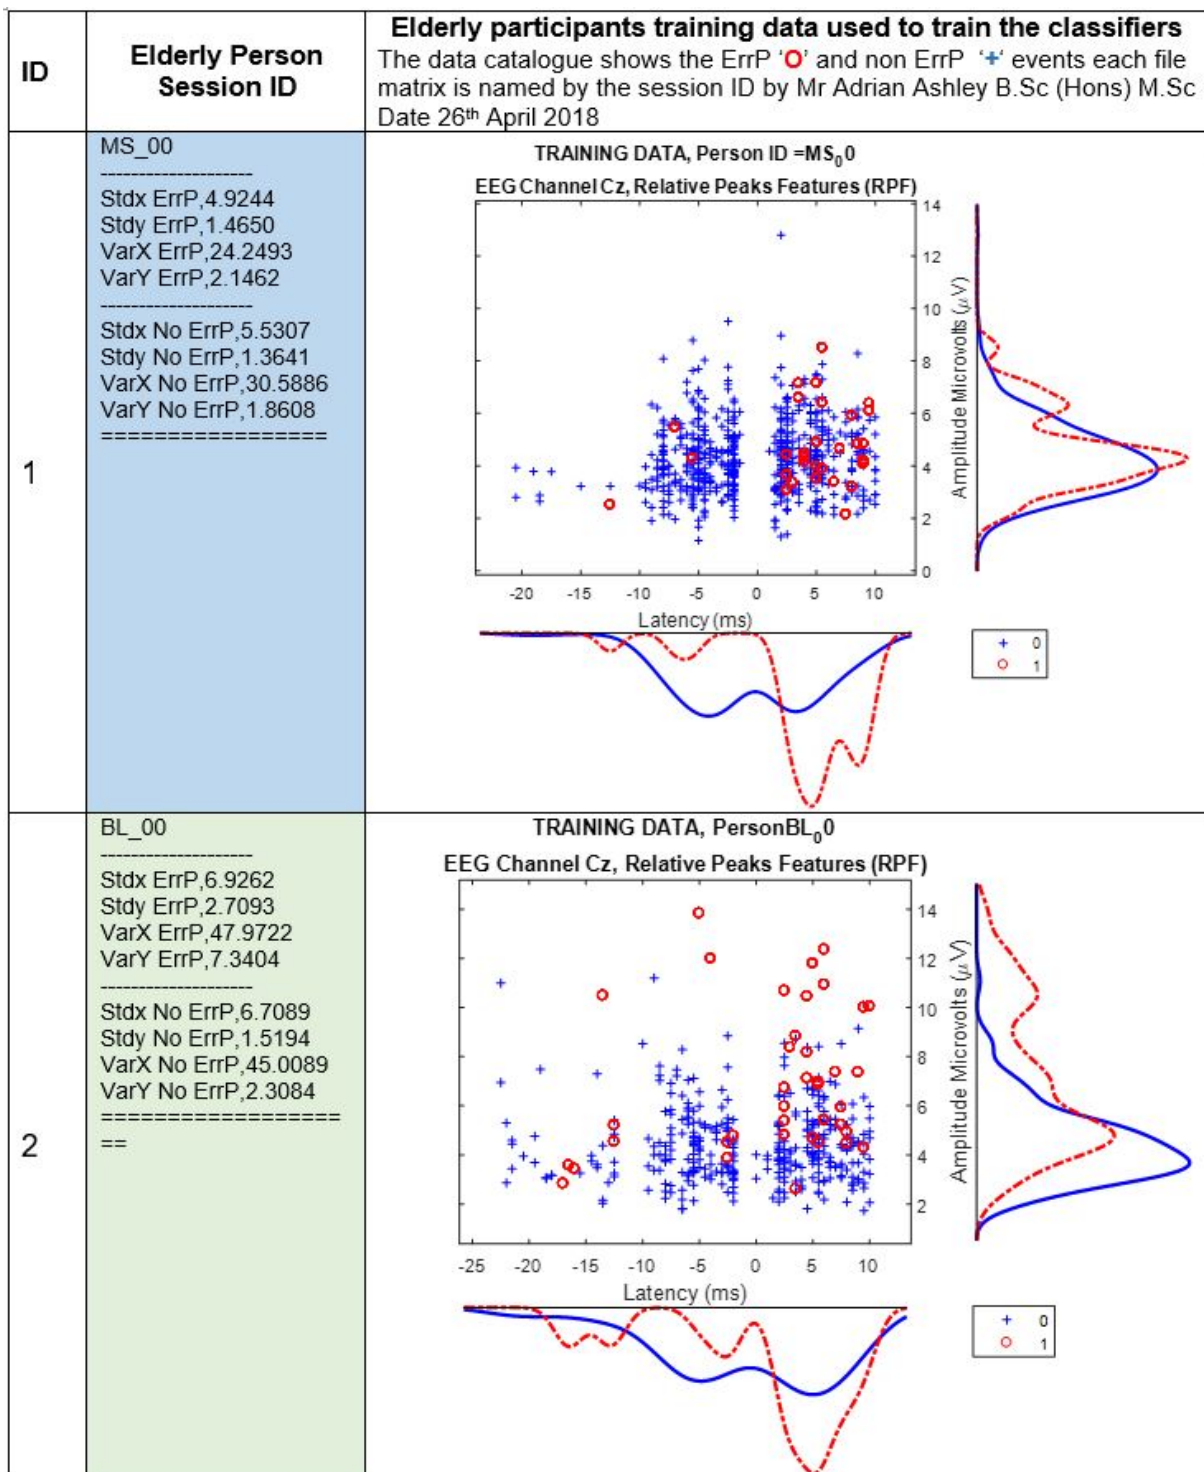 ID
Elderly Person
Session ID
Elderly participants training data used to train the classifiers
The data catalogue shows the ErrP ‘O’ and non ErrP ‘+‘ events each file
matrix is named by the session ID by Mr Adrian Ashley B.Sc (Hons) M.Sc
Date 26th April 2018
1
MS_00
--------------------
Stdx ErrP,4.9244
Stdy ErrP,1.4650
VarX ErrP,24.2493
VarY ErrP,2.1462
--------------------
Stdx No ErrP,5.5307
Stdy No ErrP,1.3641
VarX No ErrP,30.5886
VarY No ErrP,1.8608
=================
TRAINING DATA, Person ID =MS₀0
EEG Channel Cz, Relative Peaks Features (RPF)
14
12
10
8
6
4
2
0
Amplitude Microvolts (μV)
-20 -15 -10 -5 0 5 10
Latency (ms)
+ 0
o 1
2
BL_00
--------------------
Stdx ErrP,6.9262
Stdy ErrP,2.7093
VarX ErrP,47.9722
VarY ErrP,7.3404
--------------------
Stdx No ErrP,6.7089
Stdy No ErrP,1.5194
VarX No ErrP,45.0089
VarY No ErrP,2.3084
==================
==
TRAINING DATA, PersonBL₀0
EEG Channel Cz, Relative Peaks Features (RPF)
14
12
10
8
6
4
2
Amplitude Microvolts (μV)
-25 -20 -15 -10 -5 0 5 10
Latency (ms)
+ 0
o 1